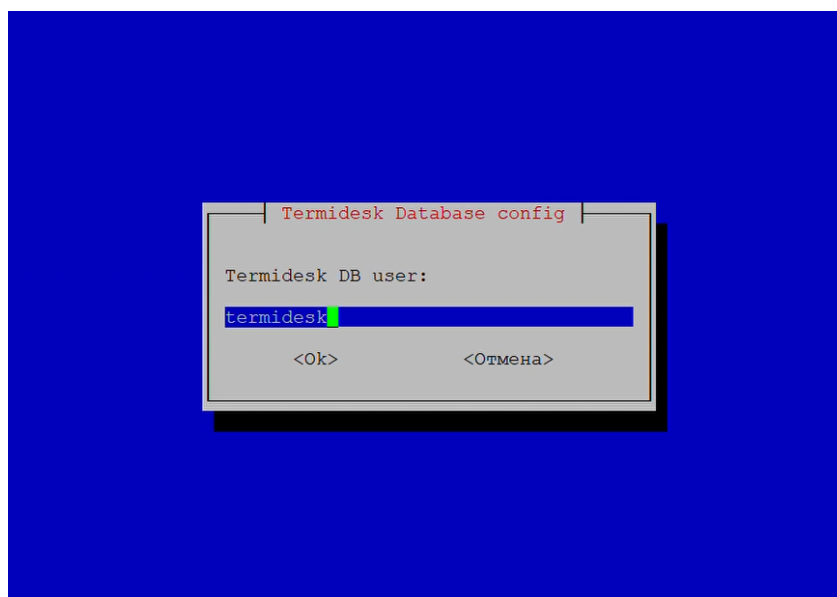 Termidesk Database config
Termidesk DB user:
termidesk
<Ok> <Отмена>